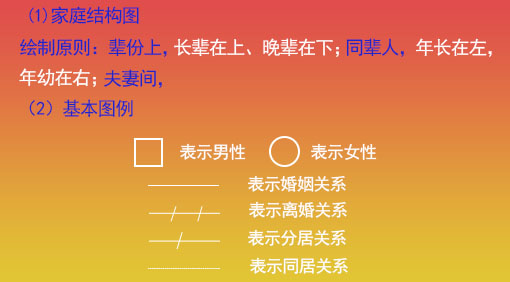 (1)家庭结构图
绘制原则：辈份上，长辈在上、晚辈在下；同辈人，年长在左，
年幼在右；夫妻间，
（2）基本图例
表示男性 表示女性
表示婚姻关系
表示离婚关系
表示分居关系
表示同居关系